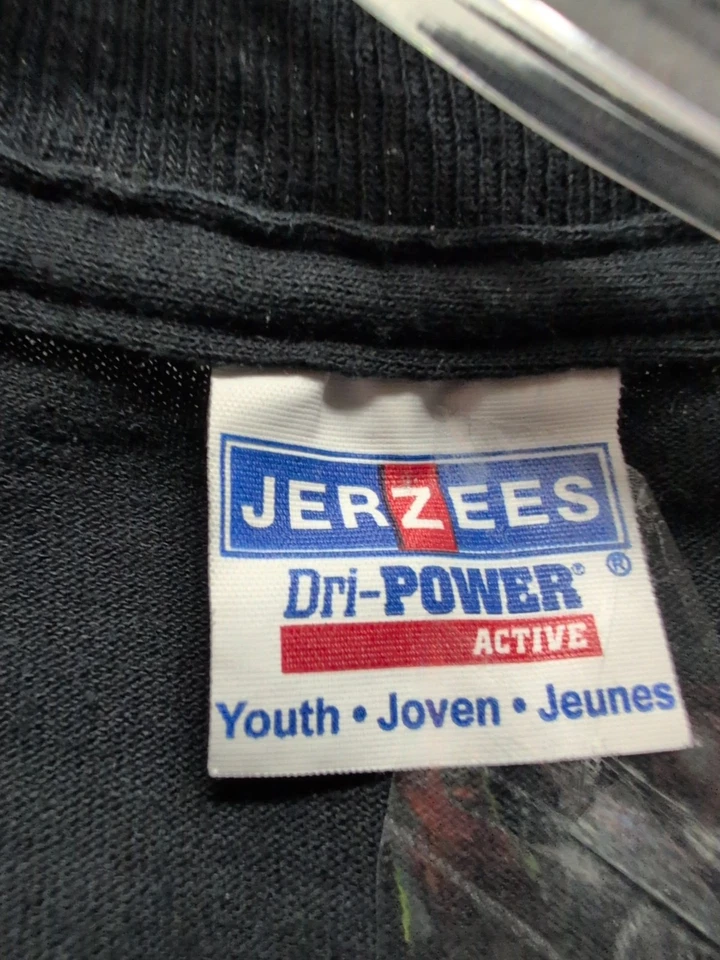 JERZEES
®
Dri-POWER®
ACTIVE
Youth • Joven • Jeunes